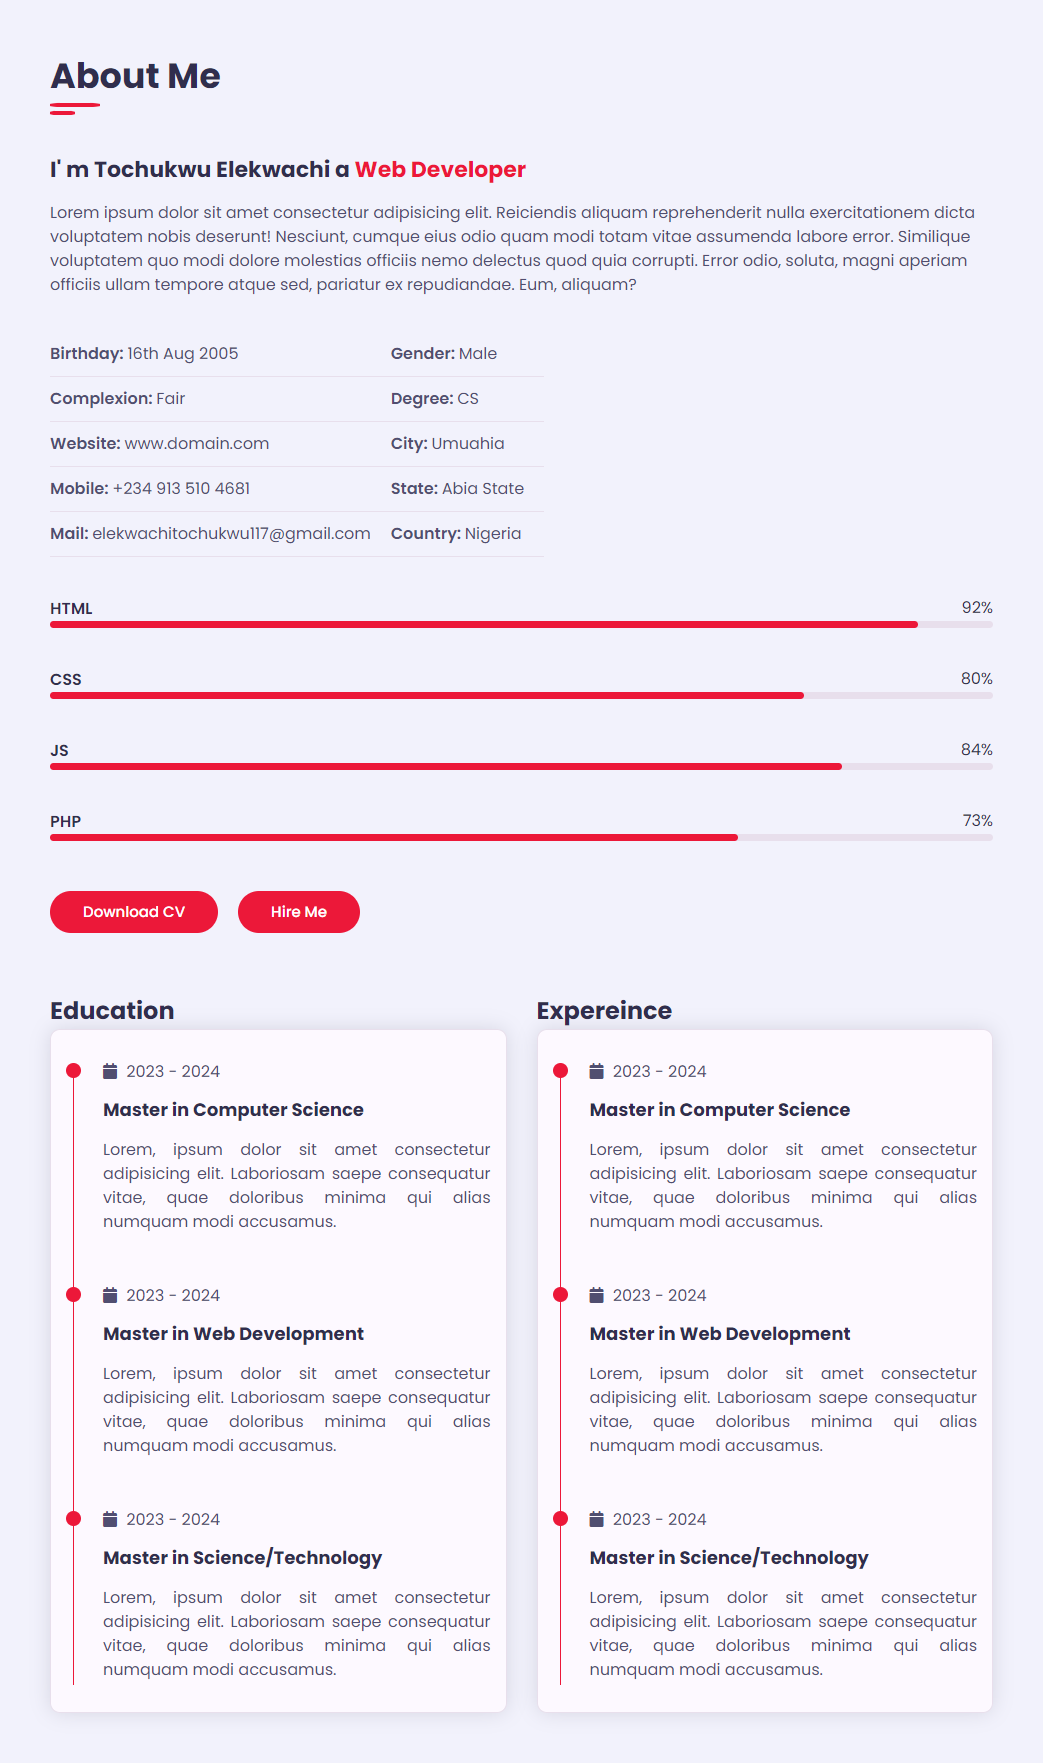 About Me
I' m Tochukwu Elekwachi a Web Developer
Lorem ipsum dolor sit amet consectetur adipisicing elit. Reiciendis aliquam reprehenderit nulla exercitationem dicta
voluptatem nobis deserunt! Nesciunt, cumque eius odio quam modi totam vitae assumenda labore error. Similique
voluptatem quo modi dolore molestias officiis nemo delectus quod quia corrupti. Error odio, soluta, magni aperiam
officiis ullam tempore atque sed, pariatur ex repudiandae. Eum, aliquam?
Birthday: 16th Aug 2005 Gender: Male
Complexion: Fair Degree: CS
Website: www.domain.com City: Umuahia
Mobile: +234 913 510 4681 State: Abia State
Mail: elekwachitochukwu117@gmail.com Country: Nigeria
HTML 92%
CSS 80%
JS 84%
PHP 73%
Download CV Hire Me
Education
2023 - 2024
Master in Computer Science
Lorem, ipsum dolor sit amet consectetur
adipisicing elit. Laboriosam saepe consequatur
vitae, quae doloribus minima qui alias
numquam modi accusamus.
2023 - 2024
Master in Web Development
Lorem, ipsum dolor sit amet consectetur
adipisicing elit. Laboriosam saepe consequatur
vitae, quae doloribus minima qui alias
numquam modi accusamus.
2023 - 2024
Master in Science/Technology
Lorem, ipsum dolor sit amet consectetur
adipisicing elit. Laboriosam saepe consequatur
vitae, quae doloribus minima qui alias
numquam modi accusamus.
Expereince
2023 - 2024
Master in Computer Science
Lorem, ipsum dolor sit amet consectetur
adipisicing elit. Laboriosam saepe consequatur
vitae, quae doloribus minima qui alias
numquam modi accusamus.
2023 - 2024
Master in Web Development
Lorem, ipsum dolor sit amet consectetur
adipisicing elit. Laboriosam saepe consequatur
vitae, quae doloribus minima qui alias
numquam modi accusamus.
2023 - 2024
Master in Science/Technology
Lorem, ipsum dolor sit amet consectetur
adipisicing elit. Laboriosam saepe consequatur
vitae, quae doloribus minima qui alias
numquam modi accusamus.